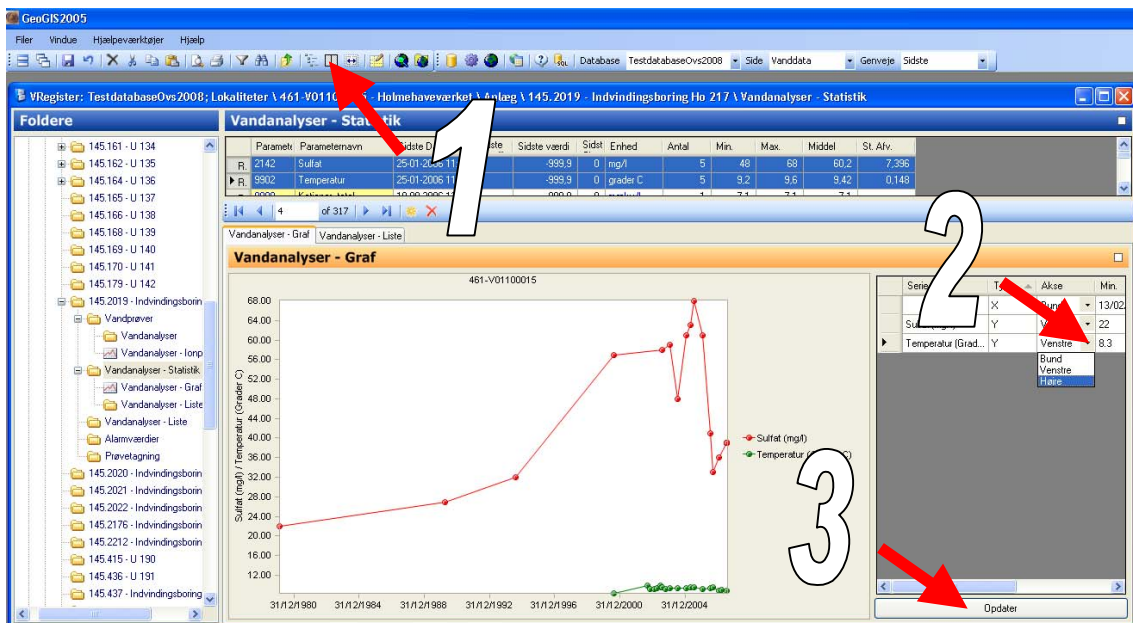 GeoGIS2005
Filer Vindue Hjælpeværktøjer Hjælp
Database TestdatabaseOvs2008 Side Vanddata Genveje Sidste
VRegister: TestdatabaseOvs2008; Lokaliteter \ 461-V0110 - Holmehaveværket \ Anlæg \ 145.2019 - Indvindingsboring Ho 217 \ Vandanalyser - Statistik
Foldere
145.161 - U 134
145.162 - U 135
145.164 - U 136
145.165 - U 137
145.166 - U 138
145.168 - U 139
145.169 - U 140
145.170 - U 141
145.179 - U 142
145.2019 - Indvindingsborin
Vandprøver
Vandanalyser
Vandanalyser - Ionp
Vandanalyser - Statistik
Vandanalyser - Graf
Vandanalyser - Liste
Vandanalyser - Liste
Alarmværdier
Prøvetagning
145.2020 - Indvindingsborin
145.2021 - Indvindingsborin
145.2022 - Indvindingsborin
145.2176 - Indvindingsborin
145.2212 - Indvindingsborin
145.415 - U 190
145.436 - U 191
145.437 - Indvindingsboring
Vandanalyser - Statistik
Paramete Parameternavn Sidste D Sidste værdi Sidst Enhed Antal Min. Max. Middel St. Afv.
R. 2142 Sulfat 25-01-2006 11 -999,9 0 mg/l 5 48 68 60,2 7,396
R. 9902 Temperatur 25-01-2006 11 -999,9 0 grader C 5 9,2 9,6 9,42 0,148
4 of 317
Vandanalyser - Graf Vandanalyser - Liste
Vandanalyser - Graf
461-V01100015
68.00
64.00
60.00
56.00
52.00
48.00
44.00
40.00
36.00
32.00
28.00
24.00
20.00
16.00
12.00
Sulfat (mg/l) / Temperatur (Grader C)
31/12/1980 31/12/1984 31/12/1988 31/12/1992 31/12/1996 31/12/2000 31/12/2004
Sulfat (mg/l)
Temperatur C)
Serie Akse Min.
X Bund 13/02
Y 22
Temperatur (Grad... Y Venstre 8.3
Bund
Venstre
Højre
Opdater
1
2
3